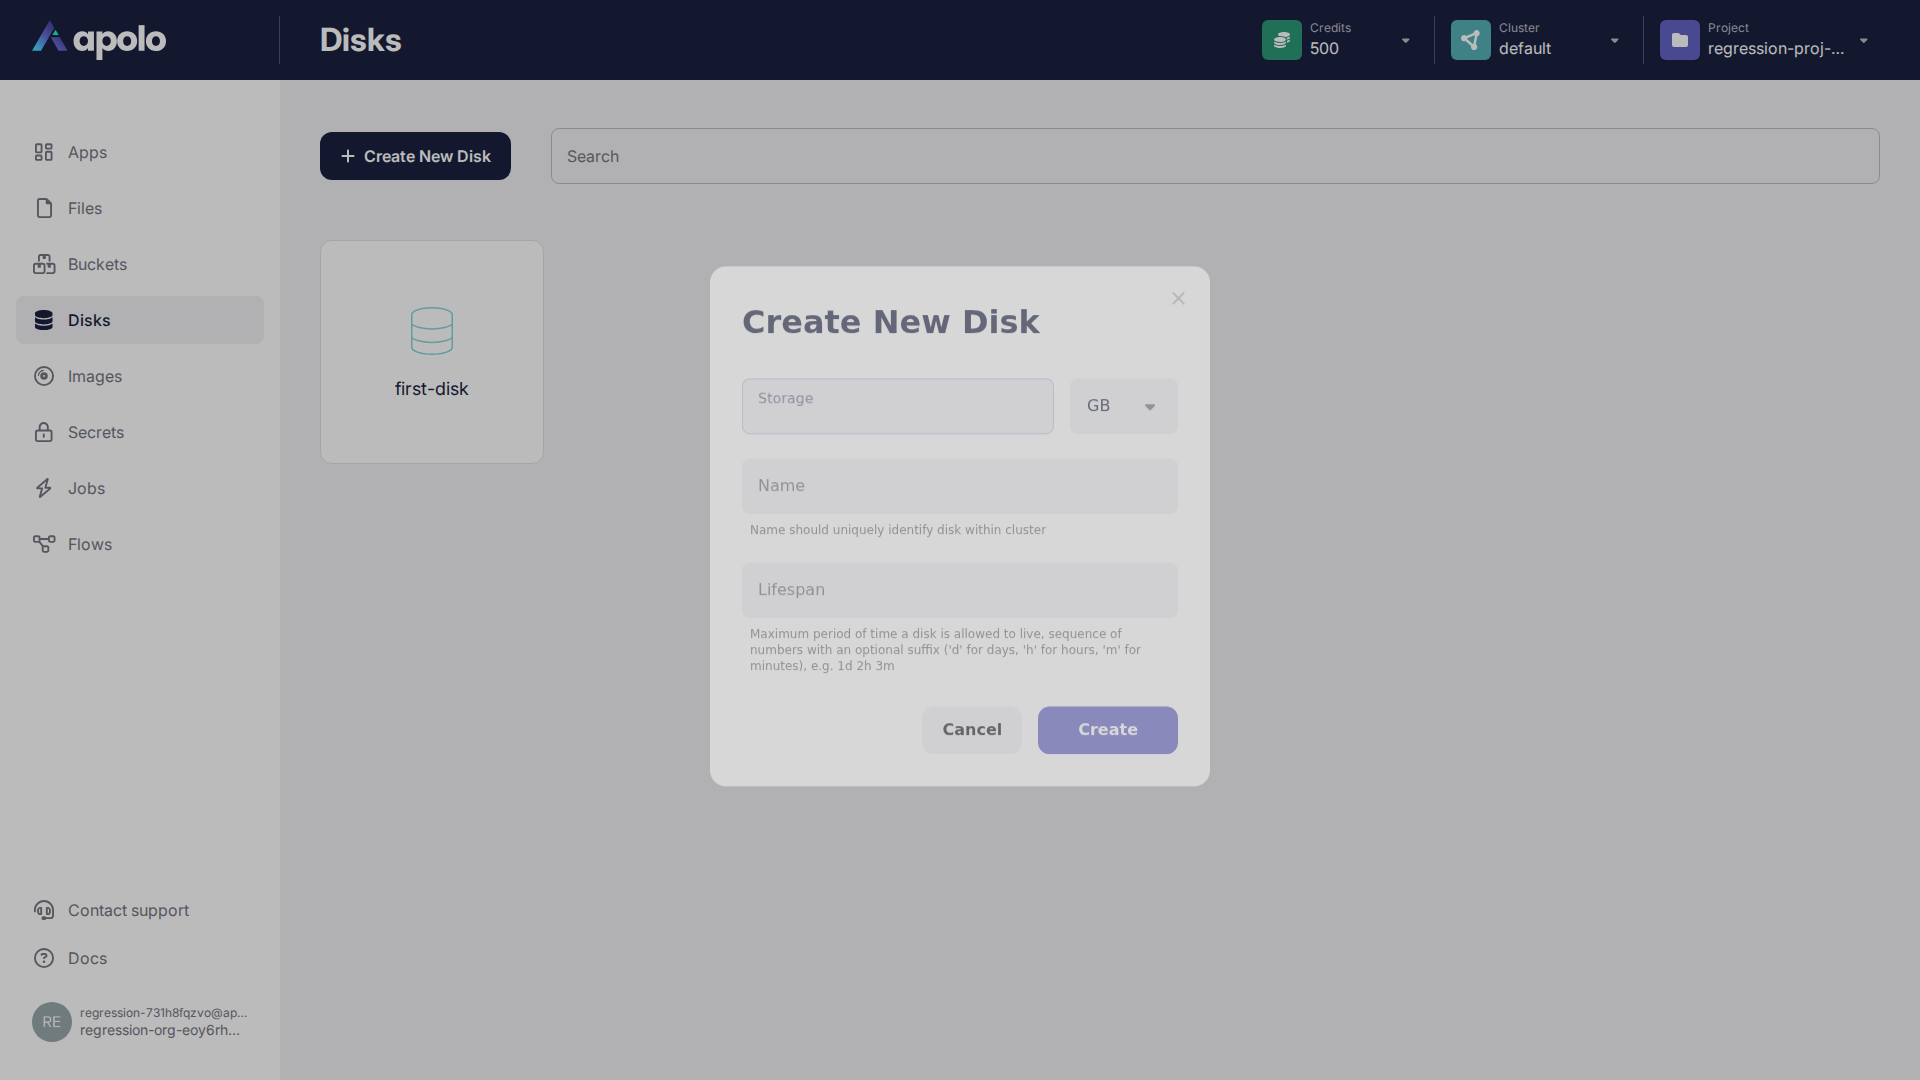 apolo
Disks
Credits
500
Cluster
default
Project
regression-proj-...
Apps
Files
Buckets
Disks
Images
Secrets
Jobs
Flows
Contact support
Docs
RE
regression-731h8fqzvo@ap...
regression-org-eoy6rh...
Create New Disk
Search
first-disk
Create New Disk
Storage
GB
Name
Name should uniquely identify disk within cluster
Lifespan
Maximum period of time a disk is allowed to live, sequence of
numbers with an optional suffix ('d' for days, 'h' for hours, 'm' for
minutes), e.g. 1d 2h 3m
Cancel
Create